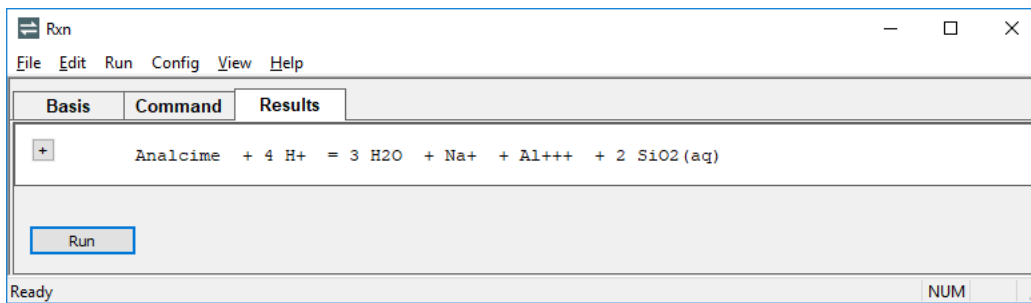 Rxn
File Edit Run Config View Help
Basis Command Results
+ Analcime + 4 H+ = 3 H2O + Na+ + Al+++ + 2 SiO2(aq)
Run
Ready NUM